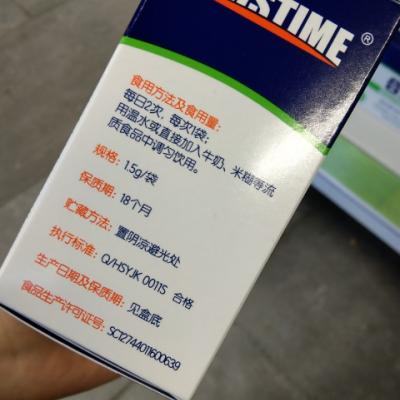 STIME®
食用方法及食用量:
每日2次,每次1袋;
用温水或直接加入牛奶、米糊等流
质食品中调匀饮用。
规格: 1.5g/袋
保质期: 18个月
贮藏方法: 置阴凉避光处
执行标准: Q/HSYJK 0011S 合格
生产日期及保质期: 见盒底
食品生产许可证号: SC12744011600639